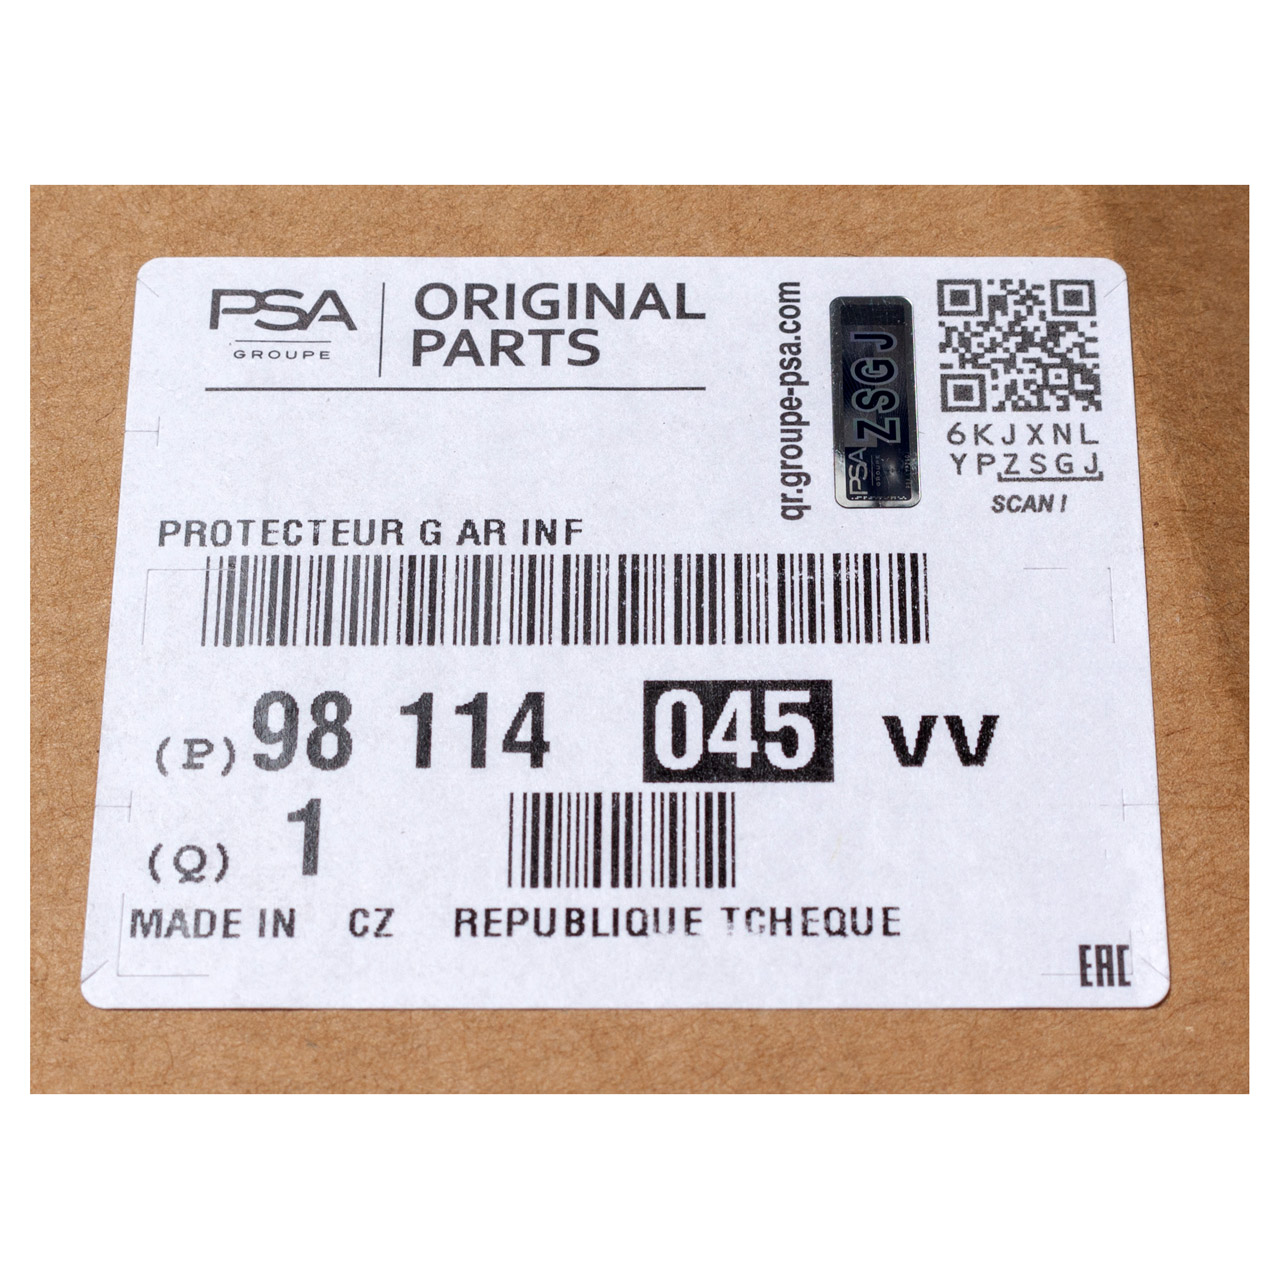 PSA
GROUPE
ORIGINAL
PARTS
qr.groupe-psa.com
ZSGJ
PSA
GROUPE
6KJXNL
YPZSGJ
SCAN !
PROTECTEUR G AR INF
(P) 98 114 045 VV
(Q) 1
MADE IN CZ REPUBLIQUE TCHEQUE
EAC